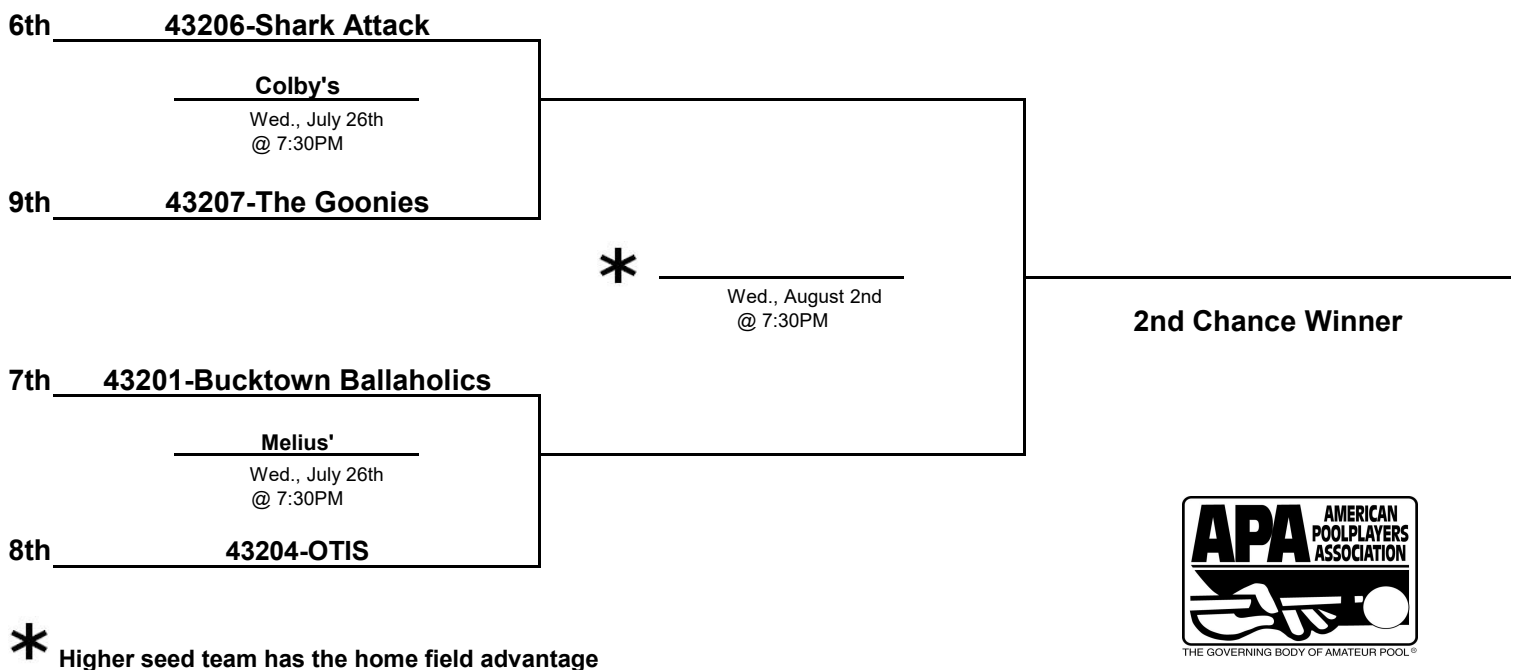 6th 43206-Shark Attack
Colby's
Wed., July 26th
@ 7:30PM
9th 43207-The Goonies
*
Wed., August 2nd
@ 7:30PM
2nd Chance Winner
7th 43201-Bucktown Ballaholics
Melius'
Wed., July 26th
@ 7:30PM
8th 43204-OTIS
* Higher seed team has the home field advantage
APA AMERICAN
POOLPLAYERS
ASSOCIATION
THE GOVERNING BODY OF AMATEUR POOL®